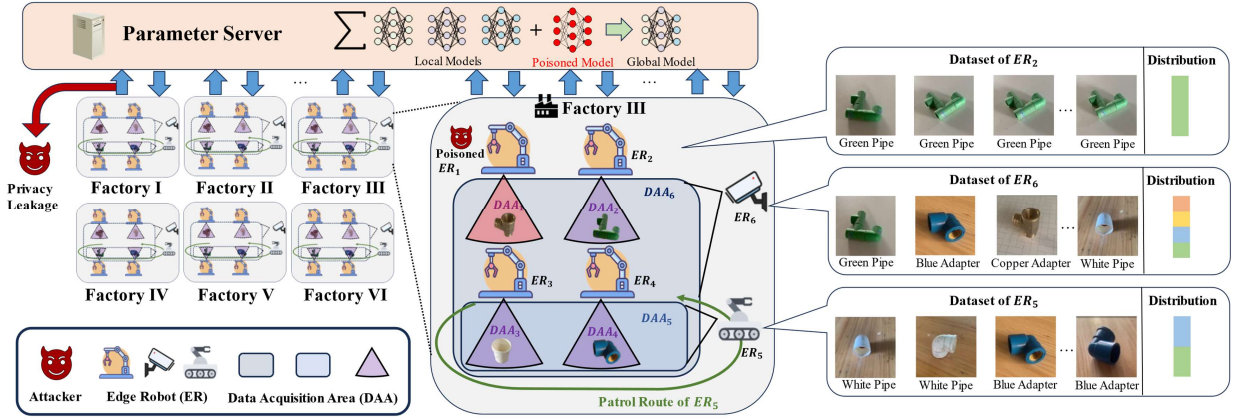 Parameter Server
Σ
+
Local Models
Poisoned Model
Global Model
...
...
...
Factory I
Factory II
Factory III
Privacy
Leakage
Factory IV
Factory V
Factory VI
Attacker
Edge Robot (ER)
Data Acquisition Area (DAA)
Factory III
Poisoned
ER₁
ER₂
DAA₆
DAA₁
DAA₂
ER₆
ER₃
ER₄
DAA₅
DAA₃
DAA₄
ER₅
Patrol Route of ER₅
Dataset of ER₂
Distribution
...
Green Pipe
Green Pipe
Green Pipe
Green Pipe
Dataset of ER₆
Distribution
...
Green Pipe
Blue Adapter
Copper Adapter
White Pipe
Dataset of ER₅
Distribution
...
White Pipe
White Pipe
Blue Adapter
Blue Adapter